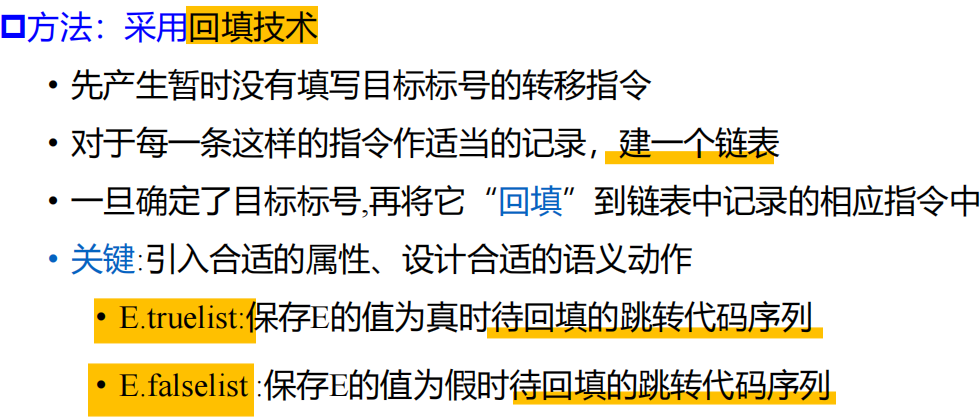 方法：采用回填技术
• 先产生暂时没有填写目标标号的转移指令
• 对于每一条这样的指令作适当的记录，建一个链表
• 一旦确定了目标标号,再将它“回填”到链表中记录的相应指令中
• 关键:引入合适的属性、设计合适的语义动作
• E.truelist:保存E的值为真时待回填的跳转代码序列
• E.falselist :保存E的值为假时待回填的跳转代码序列